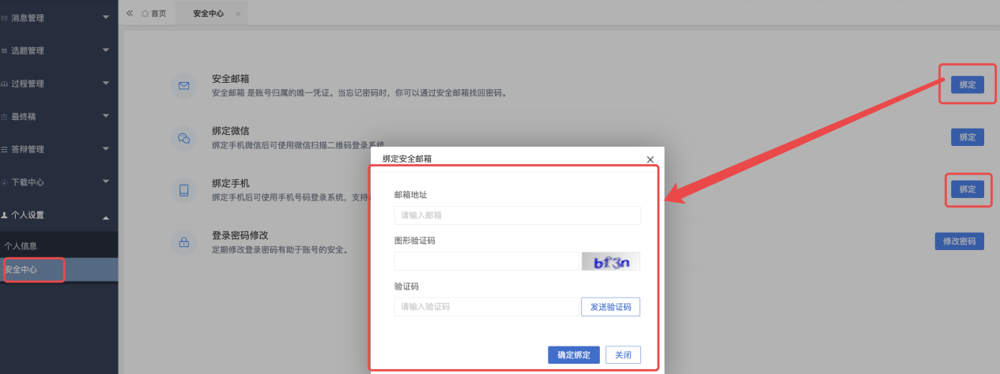 消息管理
选题管理
过程管理
最终稿
答辩管理
下载中心
个人设置
个人信息
安全中心
首页
安全中心
安全邮箱
安全邮箱 是账号归属的唯一凭证。当忘记密码时，你可以通过安全邮箱找回密码。
绑定
绑定微信
绑定手机微信后可使用微信扫描二维码登录系统
绑定
绑定手机
绑定手机后可使用手机号码登录系统，支持
绑定
登录密码修改
定期修改登录密码有助于账号的安全。
修改密码
绑定安全邮箱
邮箱地址
请输入邮箱
图形验证码
bf3n
验证码
请输入验证码
发送验证码
确定绑定
关闭